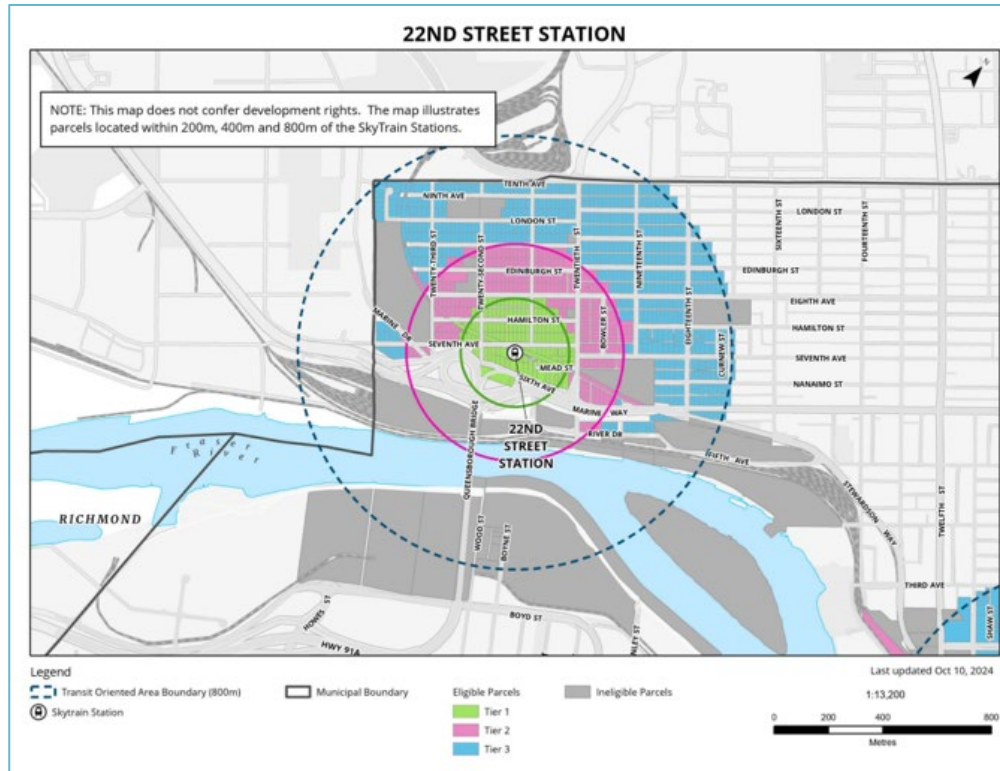 22ND STREET STATION
N
NOTE: This map does not confer development rights. The map illustrates
parcels located within 200m, 400m and 800m of the SkyTrain Stations.
TENTH AVE
NINTH AVE
LONDON ST
LONDON ST
SIXTEENTH ST
FOURTEENTH ST
TWENTY-THIRD ST
TWENTY-SECOND ST
TWENTIETH ST
NINETEENTH ST
EDINBURGH ST
EDINBURGH ST
EIGHTH AVE
MARINE DR
HAMILTON ST
BOWLER ST
EIGHTEENTH ST
HAMILTON ST
SEVENTH AVE
CURNEW ST
SEVENTH AVE
MEAD ST
NANAIMO ST
SIXTH AVE
QUEENSBOROUGH BRIDGE
MARINE WAY
22ND
STREET
STATION
RIVER DR
FIFTH AVE
Fraser
River
STEWARDSON WAY
TWELFTH ST
RICHMOND
WOOD ST
BOYNE ST
THIRD AVE
HOWES ST
BOYD ST
SHAW ST
HWY 91A
NLEY ST
Legend
Last updated Oct 10, 2024
Transit Oriented Area Boundary (800m)
Municipal Boundary
Eligible Parcels
Ineligible Parcels
1:13,200
Skytrain Station
Tier 1
Tier 2
Tier 3
0 200 400 800
Metres